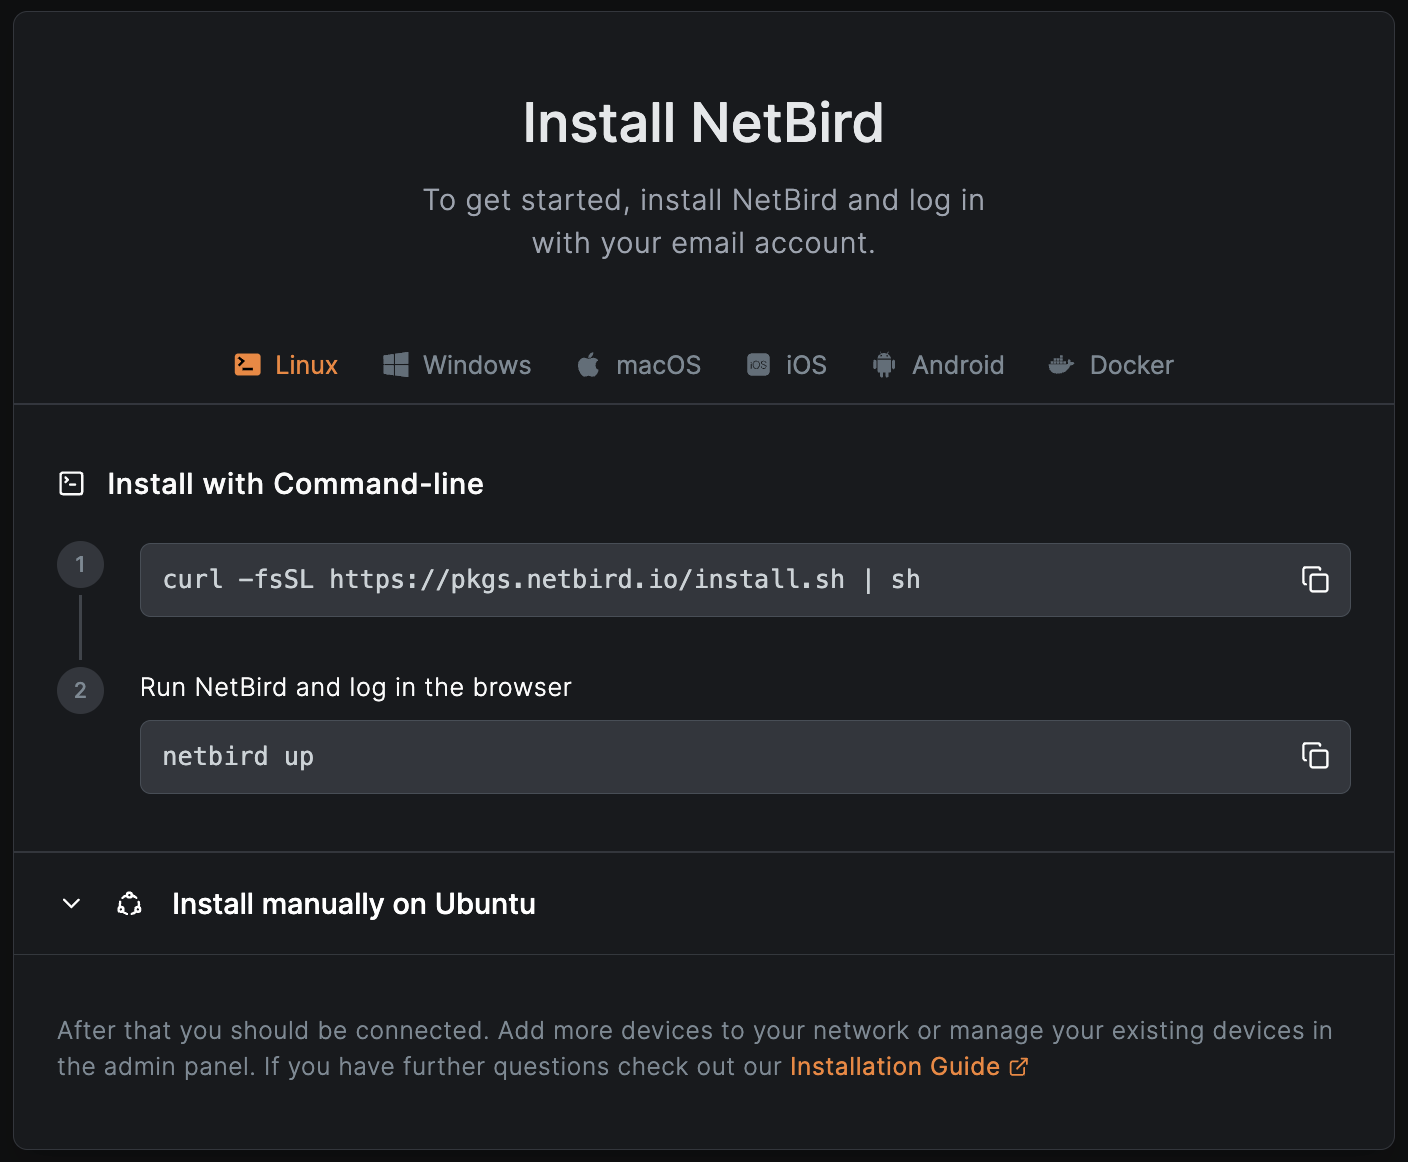 Install NetBird
To get started, install NetBird and log in
with your email account.
Linux
Windows
macOS
iOS
iOS
Android
Docker
Install with Command-line
1
curl -fsSL https://pkgs.netbird.io/install.sh | sh
2
Run NetBird and log in the browser
netbird up
Install manually on Ubuntu
After that you should be connected. Add more devices to your network or manage your existing devices in
the admin panel. If you have further questions check out our Installation Guide